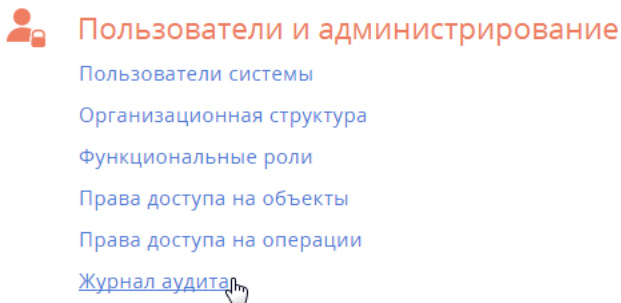 Пользователи и администрирование
Пользователи системы
Организационная структура
Функциональные роли
Права доступа на объекты
Права доступа на операции
Журнал аудита